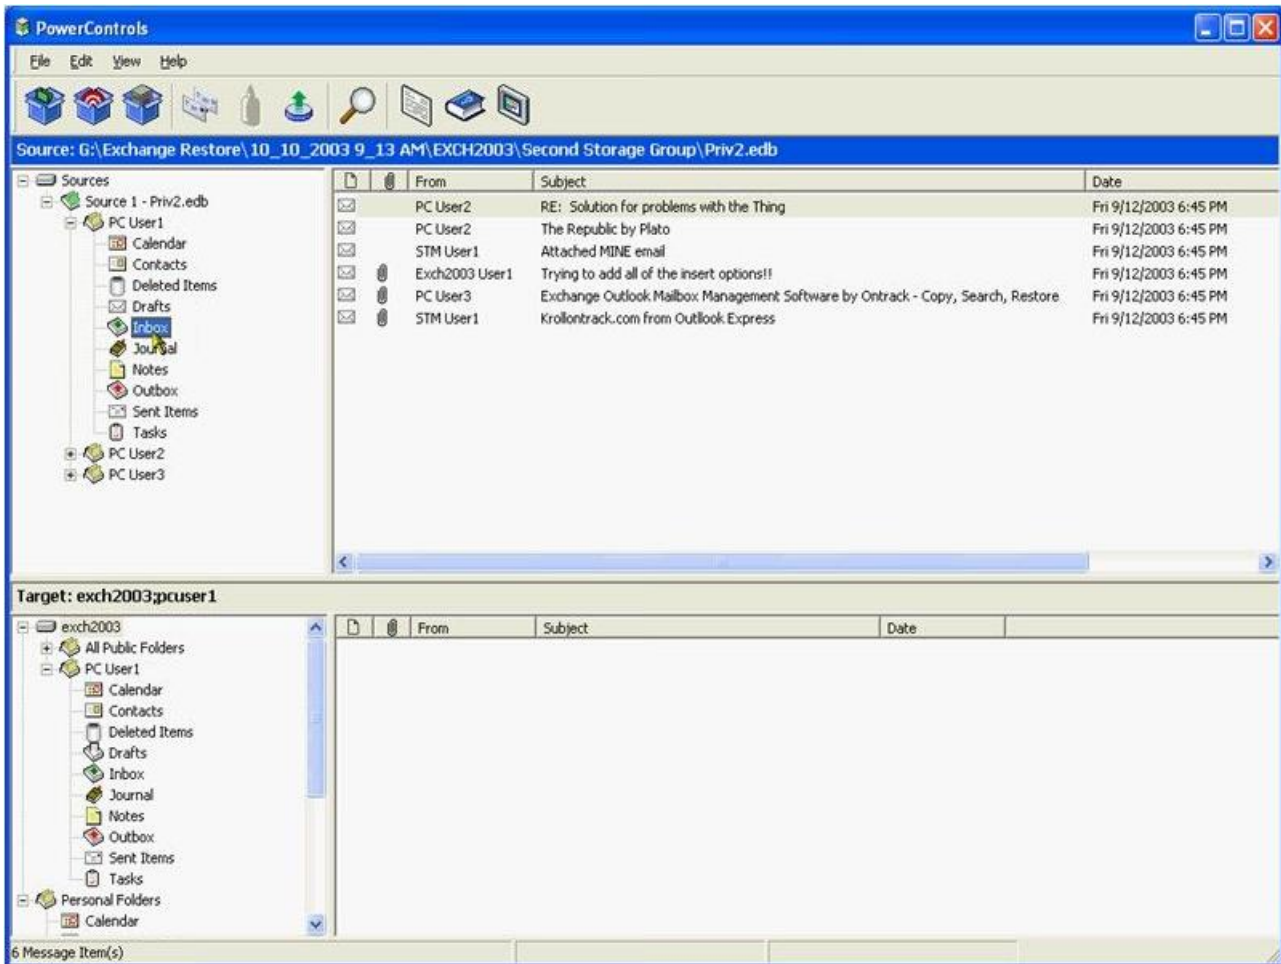 PowerControls
File Edit View Help
Source: G:\Exchange Restore\10_10_2003 9_13 AM\EXCH2003\Second Storage Group\Priv2.edb
Sources
Source 1 - Priv2.edb
PC User1
Calendar
Contacts
Deleted Items
Drafts
Inbox
Journal
Notes
Outbox
Sent Items
Tasks
PC User2
PC User3
From Subject Date
PC User2 RE: Solution for problems with the Thing Fri 9/12/2003 6:45 PM
PC User2 The Republic by Plato Fri 9/12/2003 6:45 PM
STM User1 Attached MINE email Fri 9/12/2003 6:45 PM
Exch2003 User1 Trying to add all of the insert options!! Fri 9/12/2003 6:45 PM
PC User3 Exchange Outlook Mailbox Management Software by Ontrack - Copy, Search, Restore Fri 9/12/2003 6:45 PM
STM User1 Krollontrack.com from Outllook Express Fri 9/12/2003 6:45 PM
Target: exch2003;pcuser1
exch2003
All Public Folders
PC User1
Calendar
Contacts
Deleted Items
Drafts
Inbox
Journal
Notes
Outbox
Sent Items
Tasks
Personal Folders
Calendar
From Subject Date
6 Message Item(s)